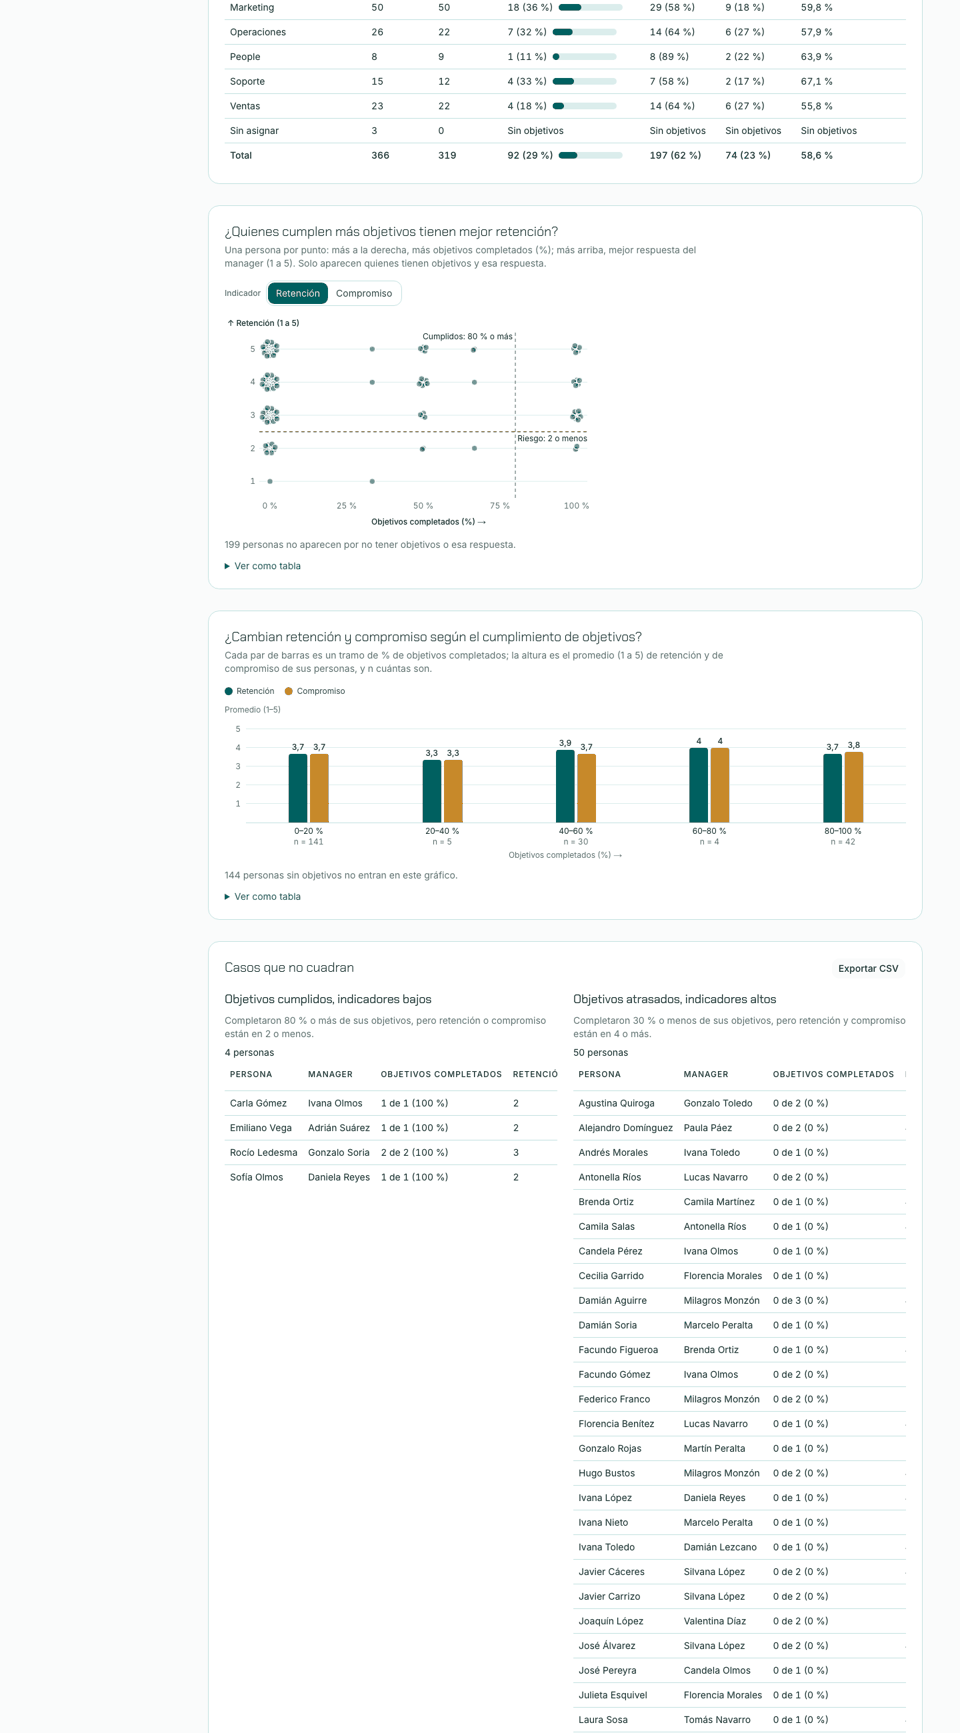 Marketing 50 50 18 (36 %) 29 (58 %) 9 (18 %) 59,8 %
Operaciones 26 22 7 (32 %) 14 (64 %) 6 (27 %) 57,9 %
People 8 9 1 (11 %) 8 (89 %) 2 (22 %) 63,9 %
Soporte 15 12 4 (33 %) 7 (58 %) 2 (17 %) 67,1 %
Ventas 23 22 4 (18 %) 14 (64 %) 6 (27 %) 55,8 %
Sin asignar 3 0 Sin objetivos Sin objetivos Sin objetivos Sin objetivos
Total 366 319 92 (29 %) 197 (62 %) 74 (23 %) 58,6 %
¿Quienes cumplen más objetivos tienen mejor retención?
Una persona por punto: más a la derecha, más objetivos completados (%); más arriba, mejor respuesta del
manager (1 a 5). Solo aparecen quienes tienen objetivos y esa respuesta.
Indicador Retención Compromiso
↑ Retención (1 a 5)
Cumplidos: 80 % o más
5
4
3
Riesgo: 2 o menos
2
1
0 % 25 % 50 % 75 % 100 %
Objetivos completados (%) →
199 personas no aparecen por no tener objetivos o esa respuesta.
▶ Ver como tabla
¿Cambian retención y compromiso según el cumplimiento de objetivos?
Cada par de barras es un tramo de % de objetivos completados; la altura es el promedio (1 a 5) de retención y de
compromiso de sus personas, y n cuántas son.
Retención Compromiso
Promedio (1–5)
5
4
3
2
1
3,7 3,7 3,3 3,3 3,9 3,7 4 4 3,7 3,8
0–20 % 20–40 % 40–60 % 60–80 % 80–100 %
n = 141 n = 5 n = 30 n = 4 n = 42
Objetivos completados (%) →
144 personas sin objetivos no entran en este gráfico.
▶ Ver como tabla
Casos que no cuadran
Exportar CSV
Objetivos cumplidos, indicadores bajos
Completaron 80 % o más de sus objetivos, pero retención o compromiso
están en 2 o menos.
4 personas
PERSONA MANAGER OBJETIVOS COMPLETADOS RETENCIÓ
Carla Gómez Ivana Olmos 1 de 1 (100 %) 2
Emiliano Vega Adrián Suárez 1 de 1 (100 %) 2
Rocío Ledesma Gonzalo Soria 2 de 2 (100 %) 3
Sofía Olmos Daniela Reyes 1 de 1 (100 %) 2
Objetivos atrasados, indicadores altos
Completaron 30 % o menos de sus objetivos, pero retención y compromiso
están en 4 o más.
50 personas
PERSONA MANAGER OBJETIVOS COMPLETADOS
Agustina Quiroga Gonzalo Toledo 0 de 2 (0 %)
Alejandro Domínguez Paula Páez 0 de 2 (0 %)
Andrés Morales Ivana Toledo 0 de 1 (0 %)
Antonella Ríos Lucas Navarro 0 de 2 (0 %)
Brenda Ortiz Camila Martínez 0 de 1 (0 %)
Camila Salas Antonella Ríos 0 de 1 (0 %)
Candela Pérez Ivana Olmos 0 de 1 (0 %)
Cecilia Garrido Florencia Morales 0 de 1 (0 %)
Damián Aguirre Milagros Monzón 0 de 3 (0 %)
Damián Soria Marcelo Peralta 0 de 1 (0 %)
Facundo Figueroa Brenda Ortiz 0 de 1 (0 %)
Facundo Gómez Ivana Olmos 0 de 2 (0 %)
Federico Franco Milagros Monzón 0 de 2 (0 %)
Florencia Benítez Lucas Navarro 0 de 1 (0 %)
Gonzalo Rojas Martín Peralta 0 de 1 (0 %)
Hugo Bustos Milagros Monzón 0 de 2 (0 %)
Ivana López Daniela Reyes 0 de 1 (0 %)
Ivana Nieto Marcelo Peralta 0 de 1 (0 %)
Ivana Toledo Damián Lezcano 0 de 1 (0 %)
Javier Cáceres Silvana López 0 de 2 (0 %)
Javier Carrizo Silvana López 0 de 2 (0 %)
Joaquín López Valentina Díaz 0 de 2 (0 %)
José Álvarez Silvana López 0 de 2 (0 %)
José Pereyra Candela Olmos 0 de 1 (0 %)
Julieta Esquivel Florencia Morales 0 de 1 (0 %)
Laura Sosa Tomás Navarro 0 de 1 (0 %)